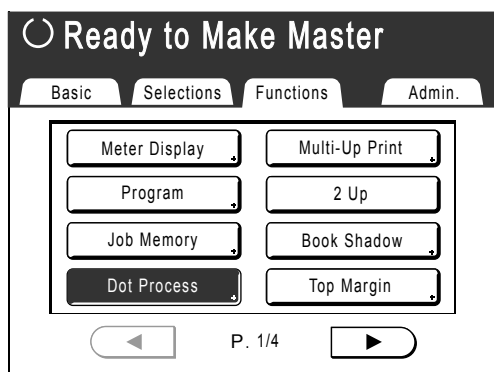 Ready to Make Master
Basic Selections Functions Admin.
Meter Display Multi-Up Print
Program 2 Up
Job Memory Book Shadow
Dot Process Top Margin
P. 1/4